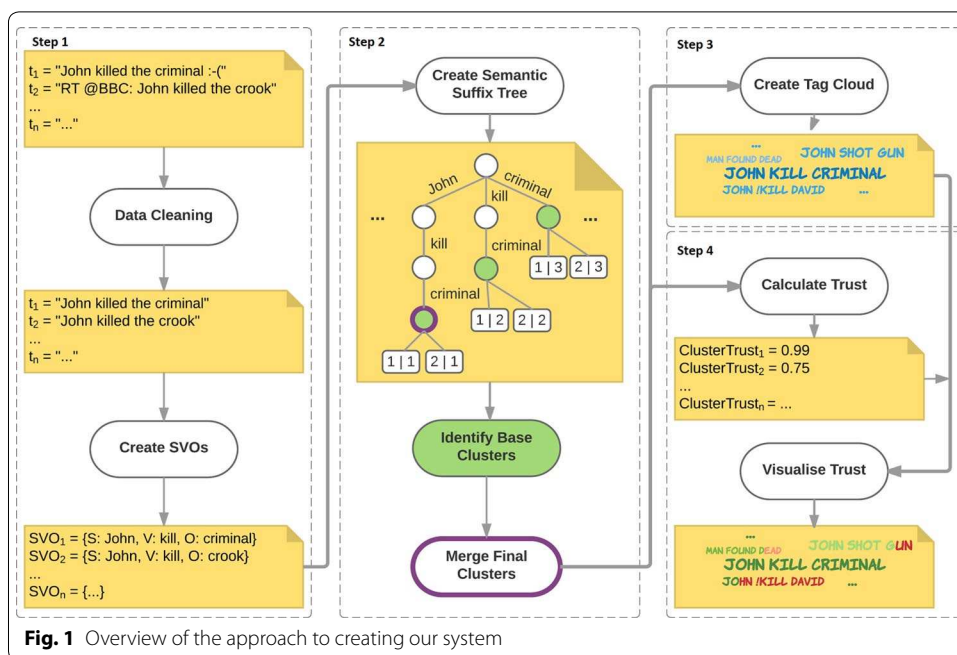 Step 1
t1 = "John killed the criminal :-("
t2 = "RT @BBC: John killed the crook"
...
tn = "..."
Data Cleaning
t1 = "John killed the criminal"
t2 = "John killed the crook"
...
tn = "..."
Create SVOs
SVO1 = {S: John, V: kill, O: criminal}
SVO2 = {S: John, V: kill, O: crook}
...
SVOn = {...}
Step 2
Create Semantic
Suffix Tree
John
kill
criminal
...
...
kill
criminal
criminal
1 | 3
2 | 3
1 | 2
2 | 2
1 | 1
2 | 1
Identify Base
Clusters
Merge Final
Clusters
Step 3
Create Tag Cloud
...
MAN FOUND DEAD
JOHN SHOT GUN
JOHN KILL CRIMINAL
JOHN !KILL DAVID
...
Step 4
Calculate Trust
ClusterTrust1 = 0.99
ClusterTrust2 = 0.75
...
ClusterTrustn = ...
Visualise Trust
...
MAN FOUND DEAD
JOHN SHOT GUN
JOHN KILL CRIMINAL
JOHN !KILL DAVID
...
Fig. 1 Overview of the approach to creating our system